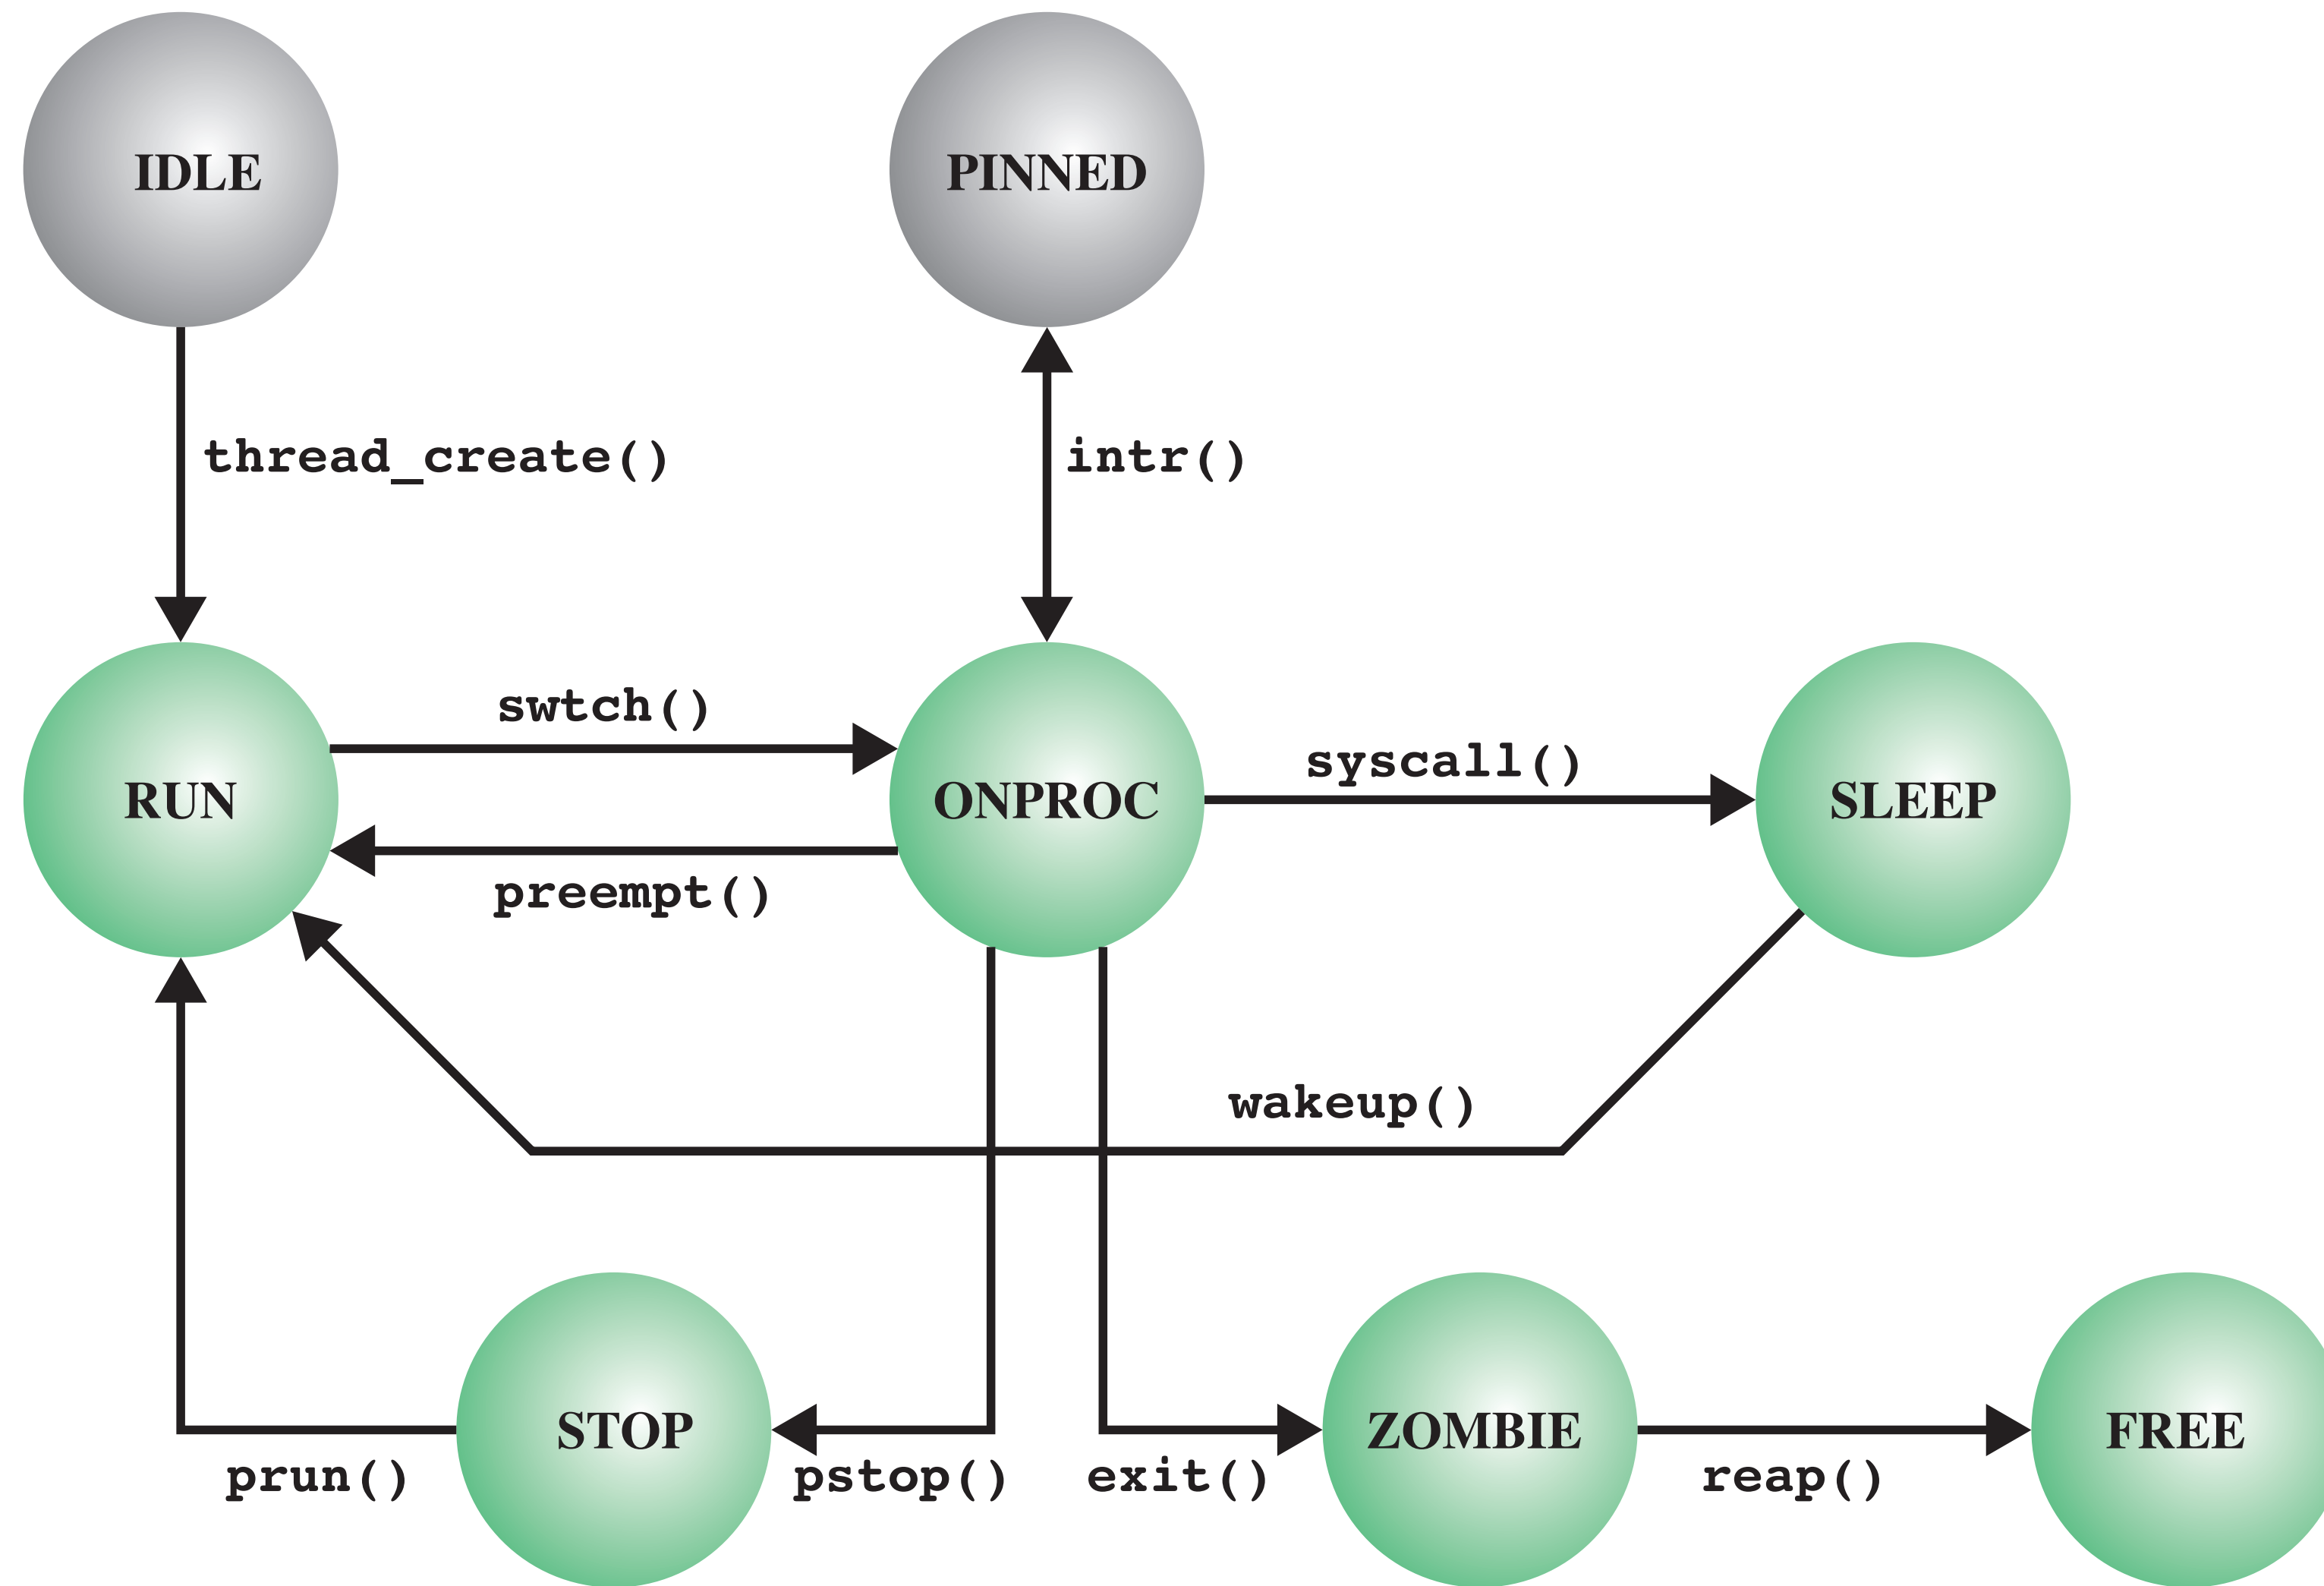 IDLE
PINNED
thread_create()
intr()
swtch()
syscall()
RUN
ONPROC
SLEEP
preempt()
wakeup()
STOP
ZOMBIE
FREE
prun()
pstop()
exit()
reap()